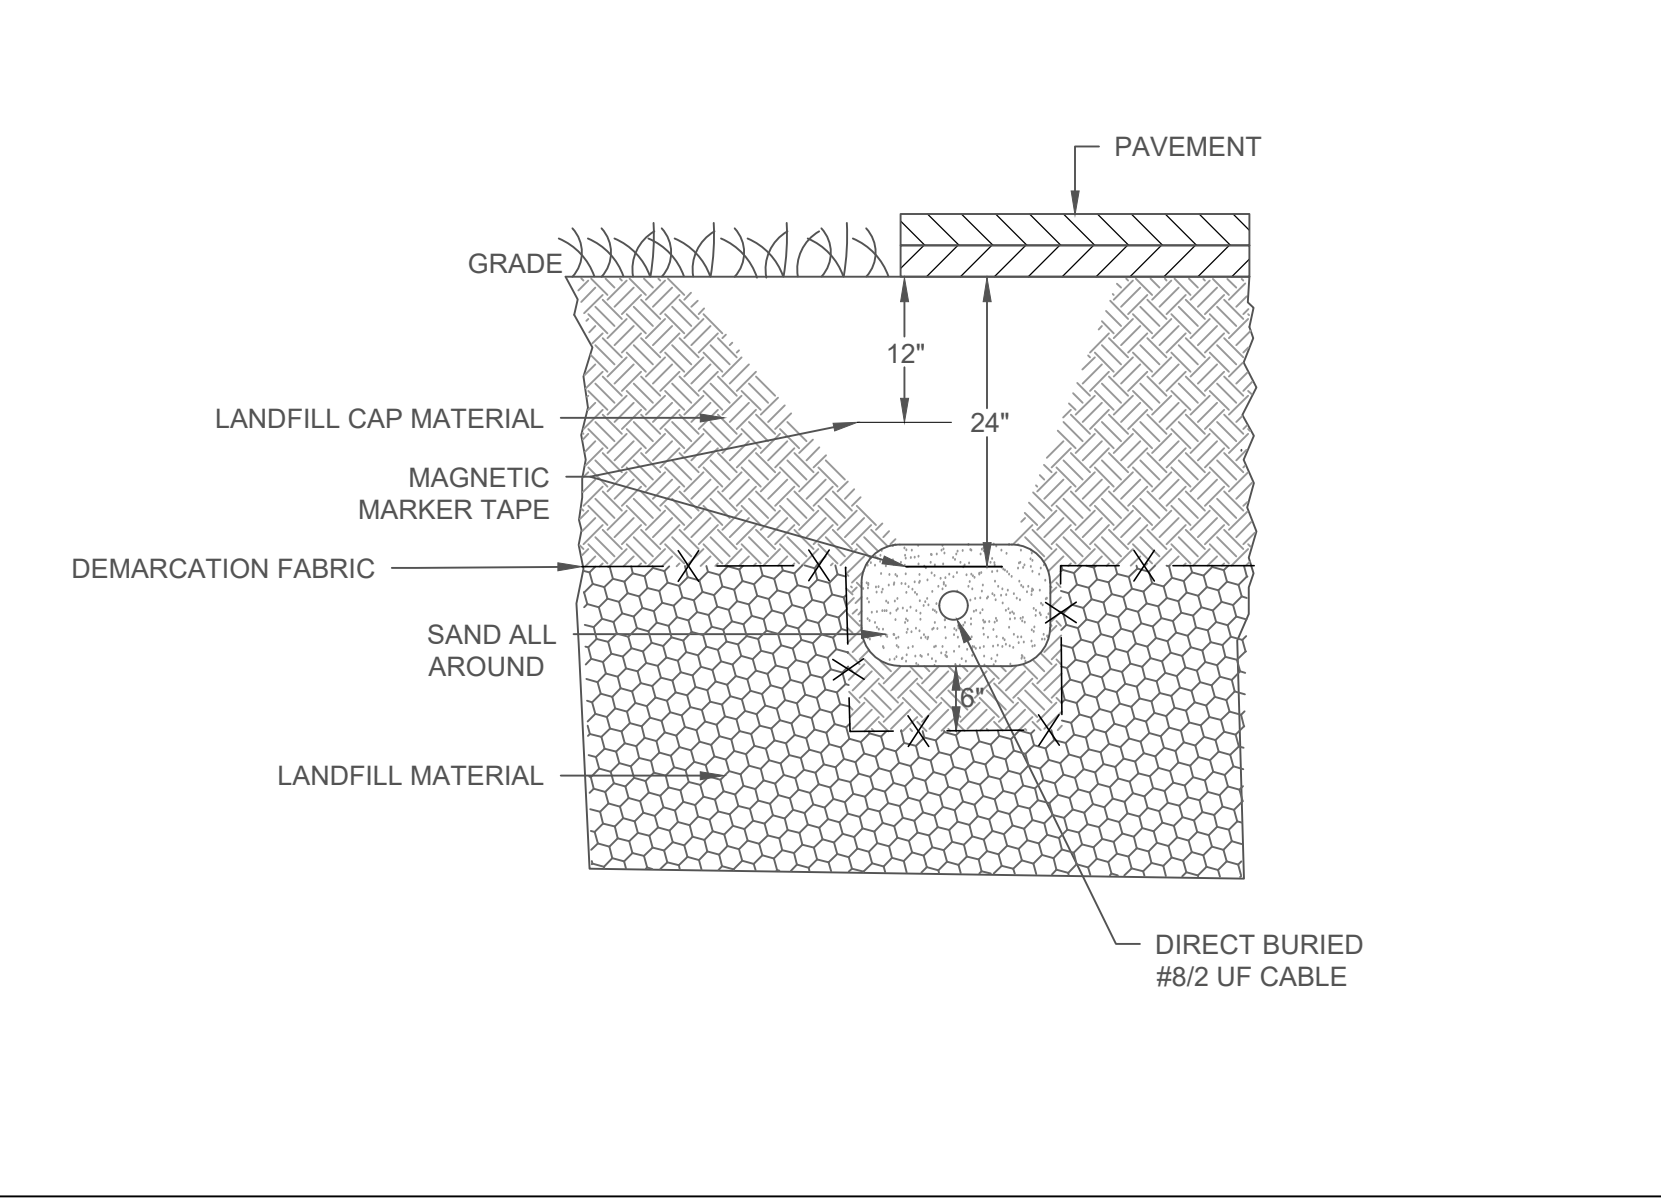 PAVEMENT
GRADE
12"
LANDFILL CAP MATERIAL
24"
MAGNETIC
MARKER TAPE
DEMARCATION FABRIC
SAND ALL
AROUND
6"
LANDFILL MATERIAL
DIRECT BURIED
#8/2 UF CABLE